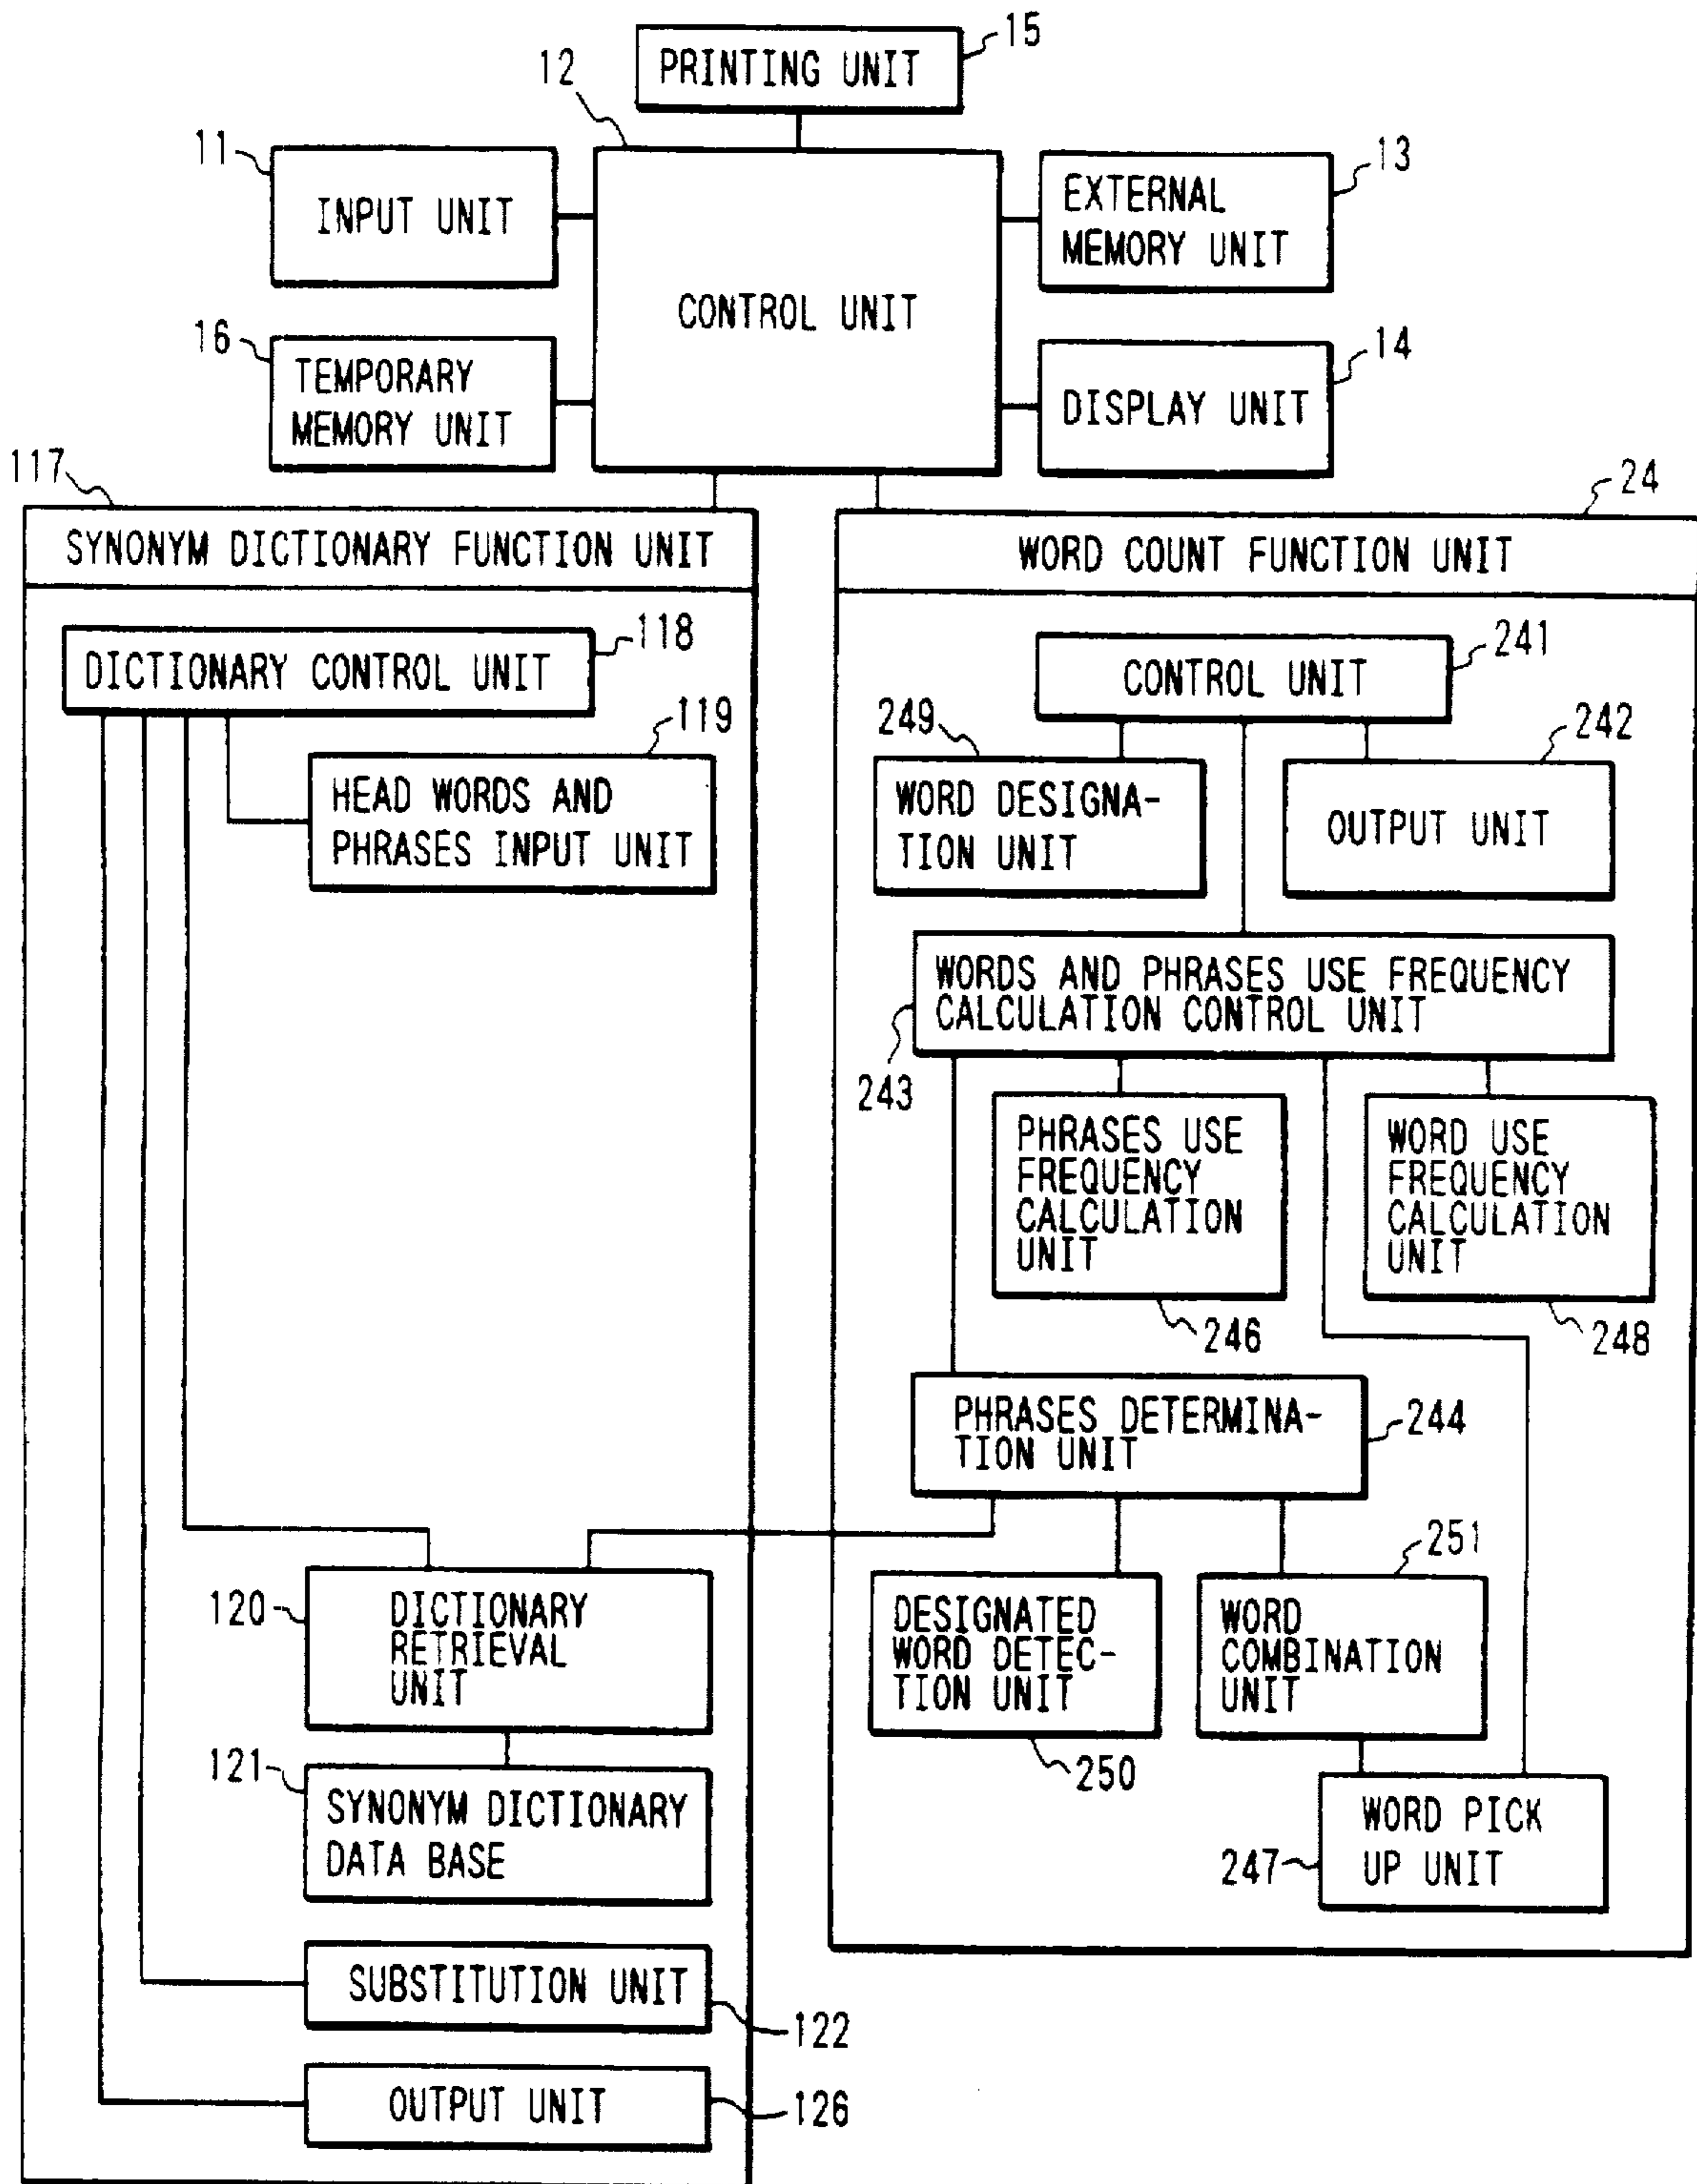 15
PRINTING UNIT
12
11
INPUT UNIT
CONTROL UNIT
13
EXTERNAL
MEMORY UNIT
16
TEMPORARY
MEMORY UNIT
14
DISPLAY UNIT
117
SYNONYM DICTIONARY FUNCTION UNIT
118
DICTIONARY CONTROL UNIT
119
HEAD WORDS AND
PHRASES INPUT UNIT
120
DICTIONARY
RETRIEVAL
UNIT
121
SYNONYM DICTIONARY
DATA BASE
SUBSTITUTION UNIT
122
OUTPUT UNIT
126
24
WORD COUNT FUNCTION UNIT
241
CONTROL UNIT
249
WORD DESIGNA-
TION UNIT
242
OUTPUT UNIT
WORDS AND PHRASES USE FREQUENCY
CALCULATION CONTROL UNIT
243
PHRASES USE
FREQUENCY
CALCULATION
UNIT
246
WORD USE
FREQUENCY
CALCULATION
UNIT
248
PHRASES DETERMINA-
TION UNIT
244
DESIGNATED
WORD DETEC-
TION UNIT
250
251
WORD
COMBINATION
UNIT
WORD PICK
UP UNIT
247